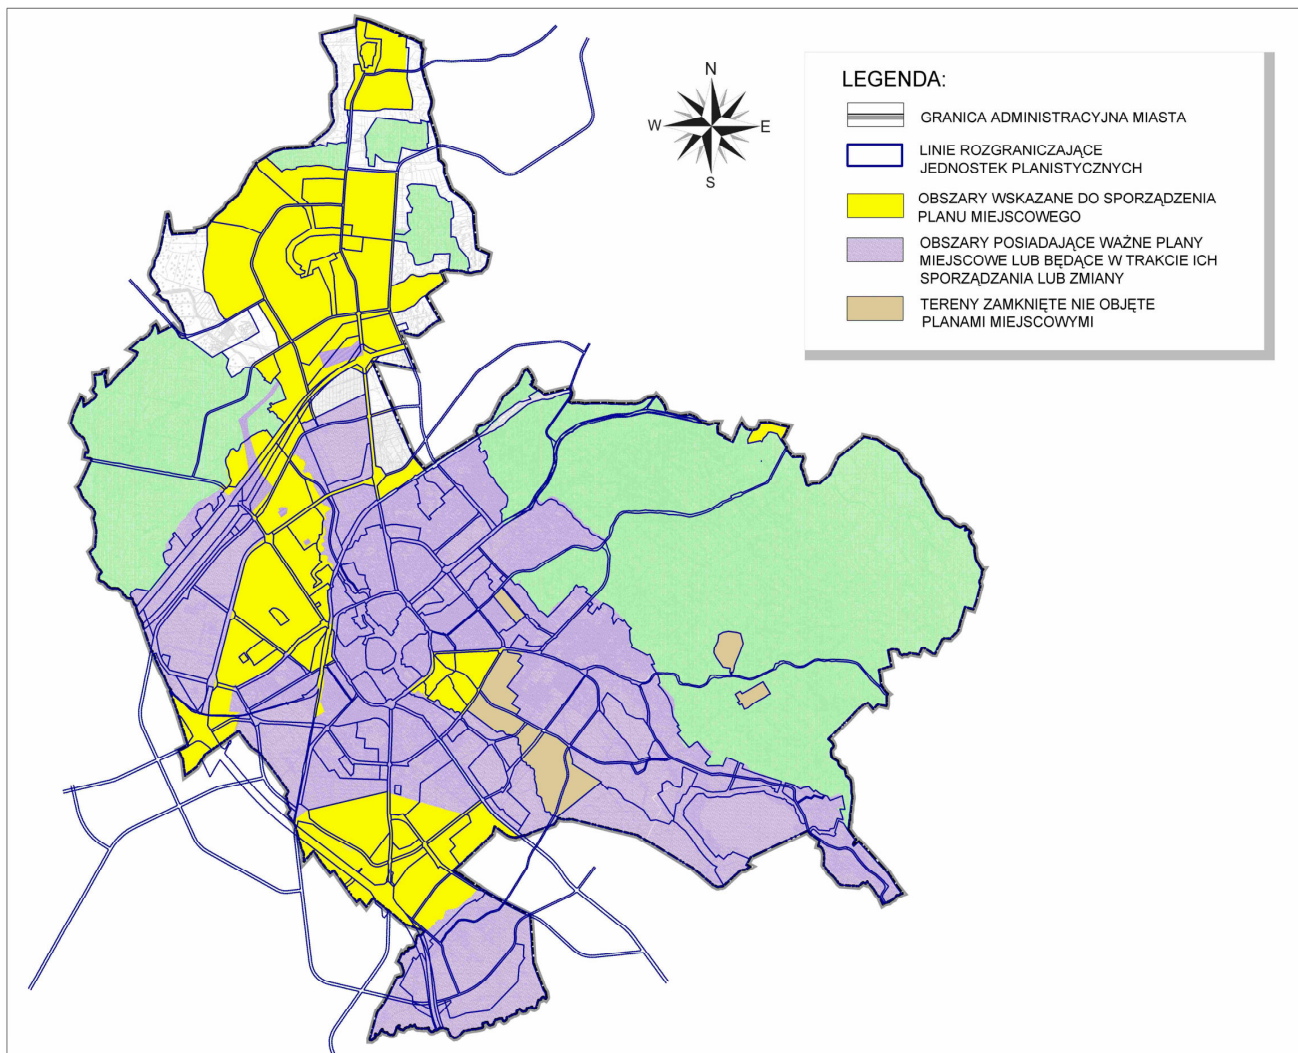 N
W
E
S
LEGENDA:
GRANICA ADMINISTRACYJNA MIASTA
LINIE ROZGRANICZAJĄCE
JEDNOSTEK PLANISTYCZNYCH
OBSZARY WSKAZANE DO SPORZĄDZENIA
PLANU MIEJSCOWEGO
OBSZARY POSIADAJĄCE WAŻNE PLANY
MIEJSCOWE LUB BĘDĄCE W TRAKCIE ICH
SPORZĄDZANIA LUB ZMIANY
TERENY ZAMKNIĘTE NIE OBJĘTE
PLANAMI MIEJSCOWYMI